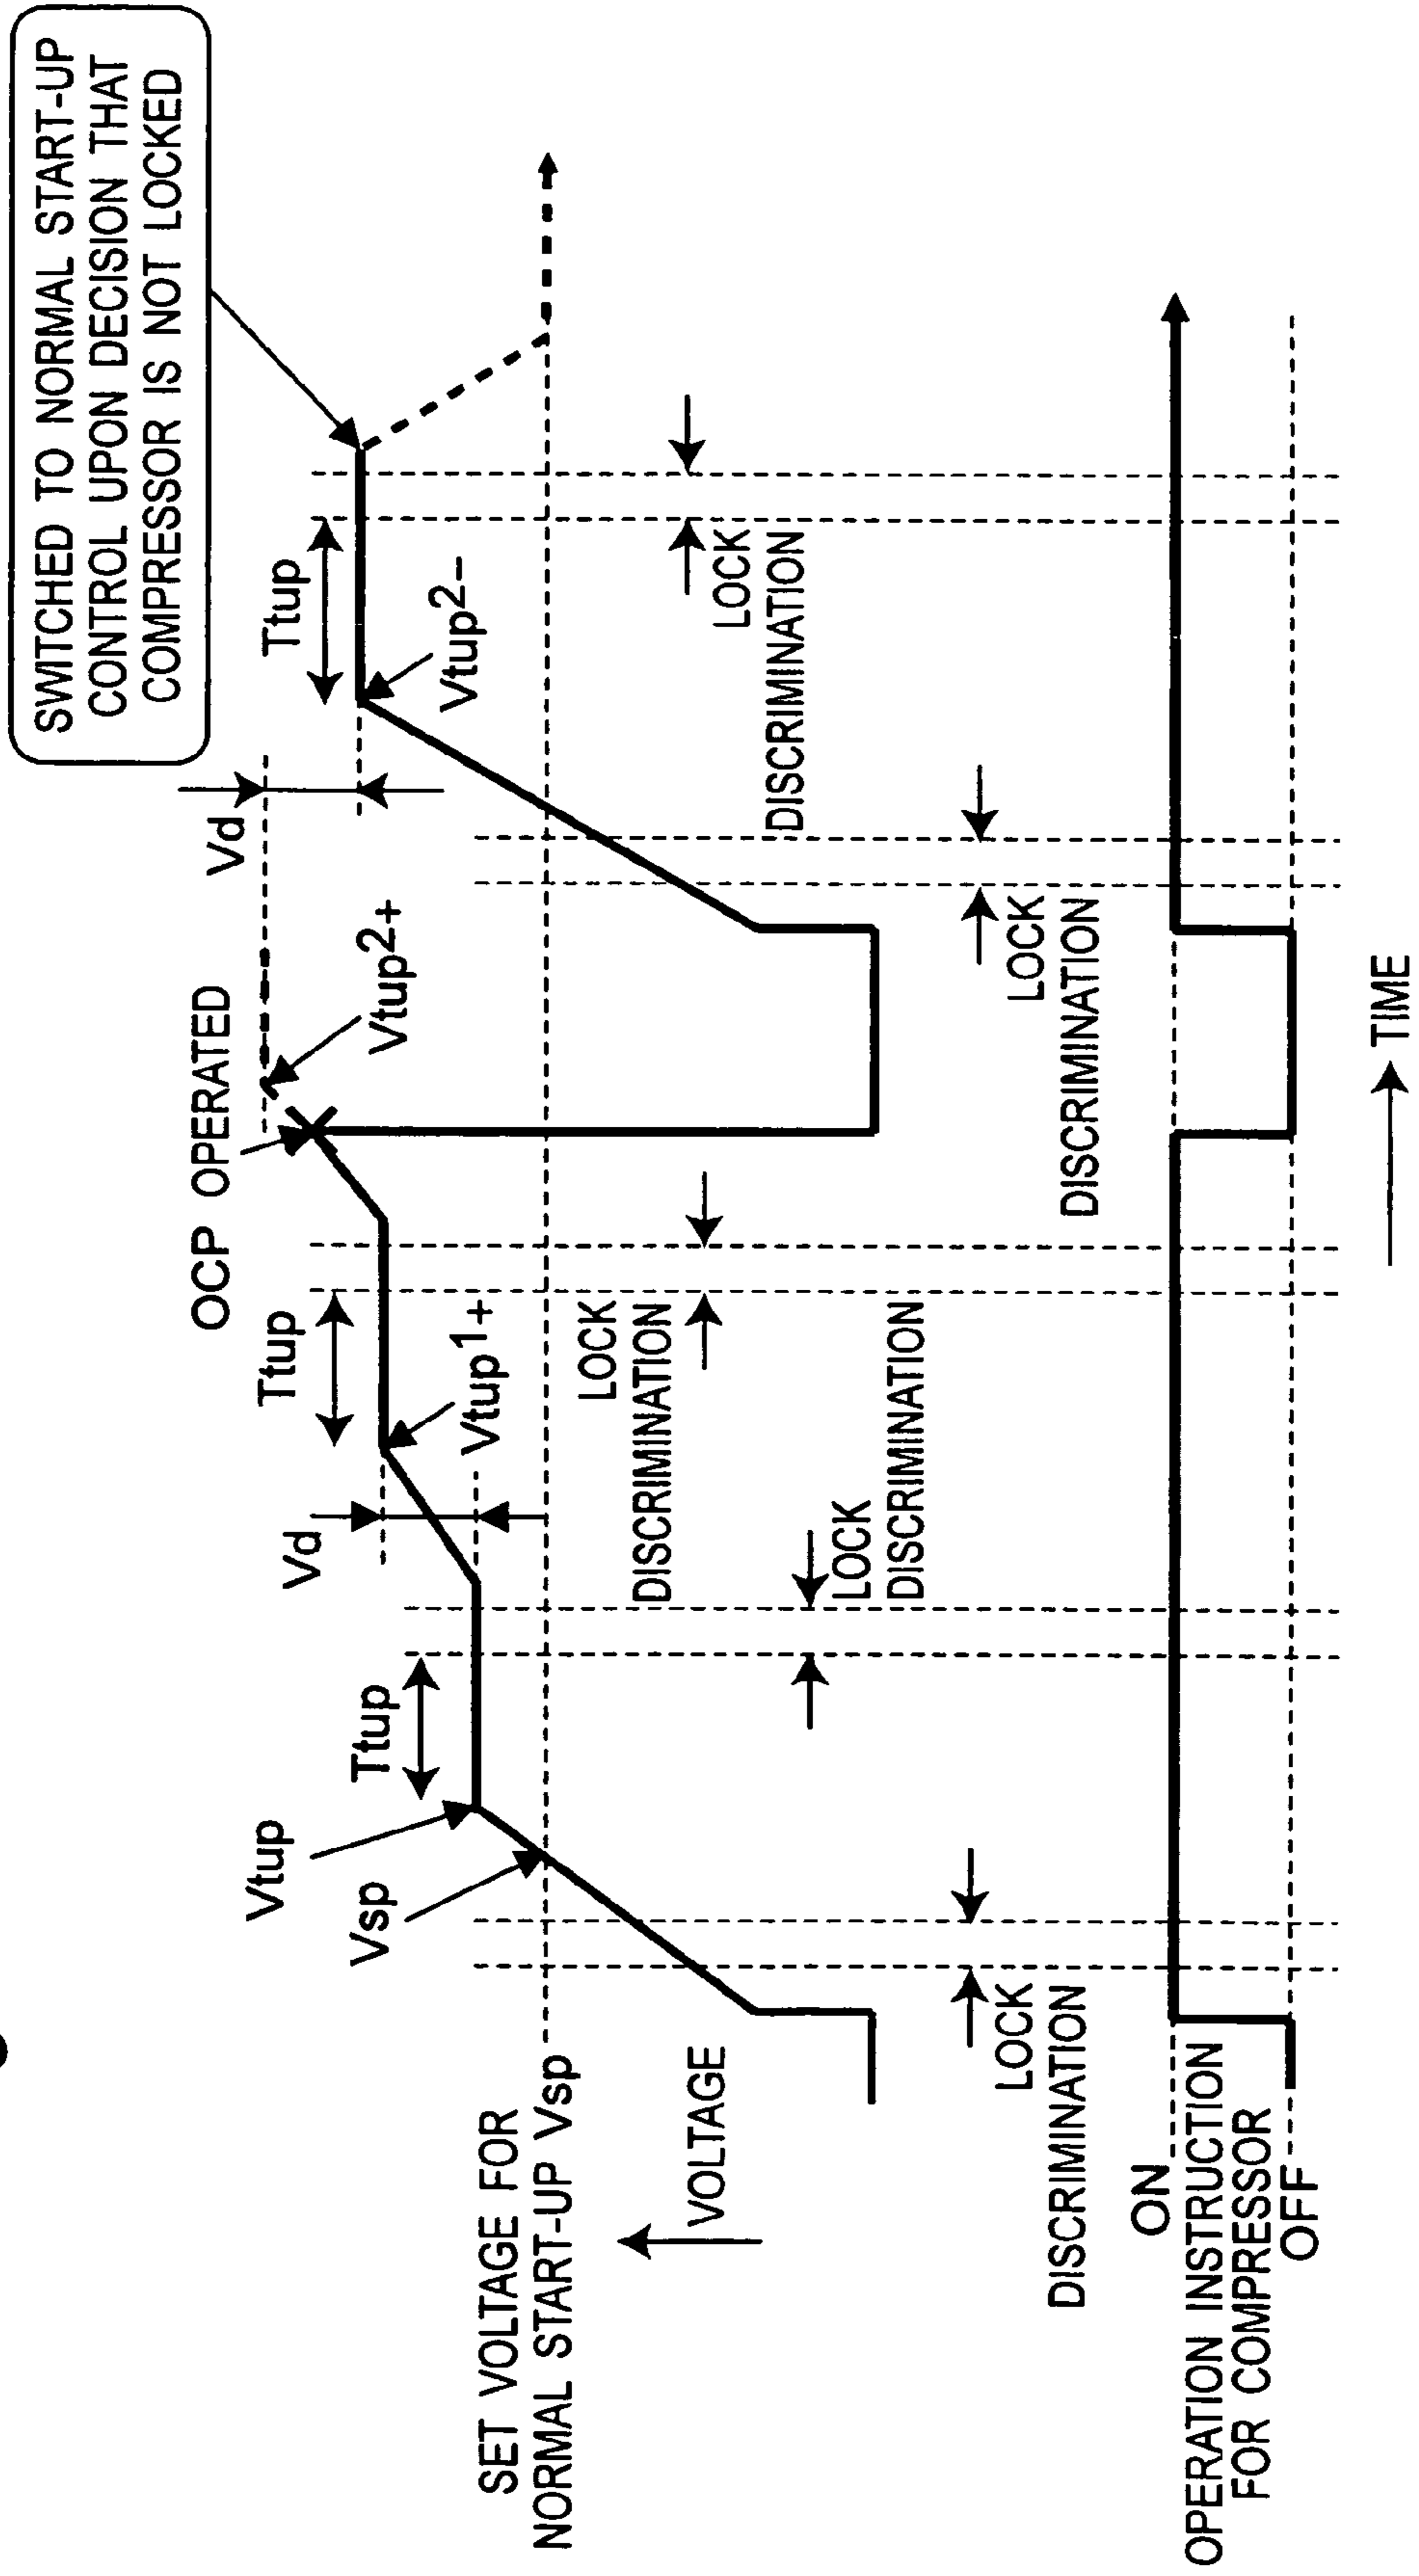 SWITCHED TO NORMAL START-UP
CONTROL UPON DECISION THAT
COMPRESSOR IS NOT LOCKED
OCP OPERATED
Vd
Vtup2+
Ttup
Vtup2−
Ttup
Vtup1+
Vd
Ttup
Vtup
Vsp
SET VOLTAGE FOR
NORMAL START-UP Vsp
VOLTAGE
LOCK
DISCRIMINATION
LOCK
DISCRIMINATION
LOCK
DISCRIMINATION
LOCK
DISCRIMINATION
LOCK
DISCRIMINATION
ON
OPERATION INSTRUCTION
FOR COMPRESSOR
OFF
TIME